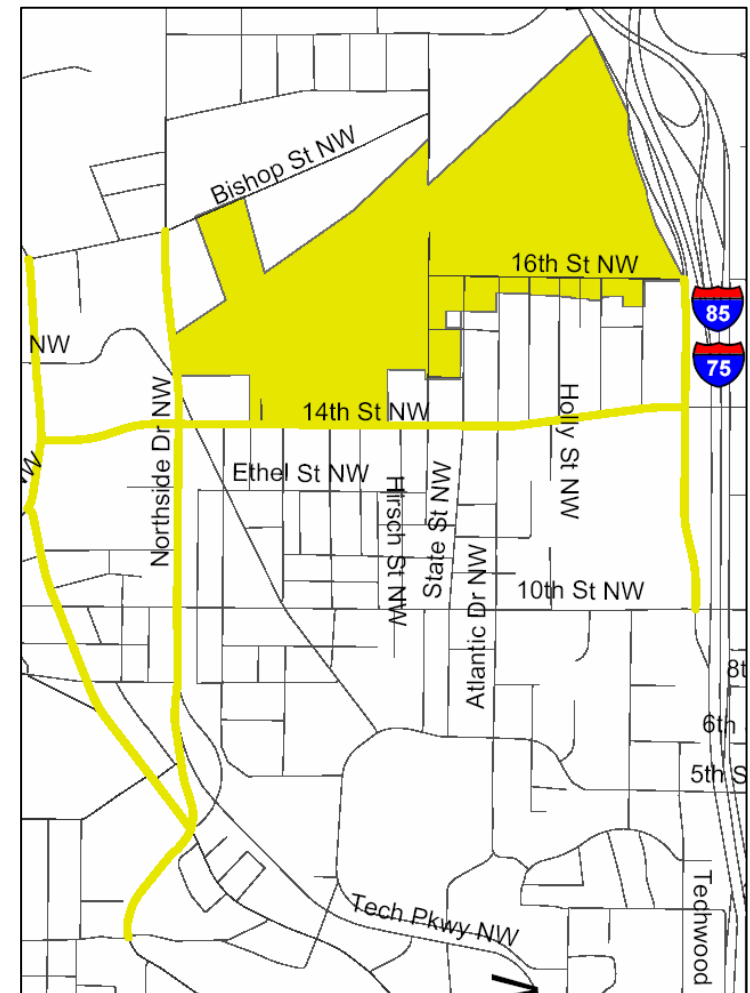 Bishop St NW
16th St NW
85
NW
75
14th St NW
Northside Dr NW
Holly St NW
Ethel St NW
Hirsch St NW
State St NW
Atlantic Dr NW
10th St NW
8t
6th
5th S
Techwood
Tech Pkwy NW